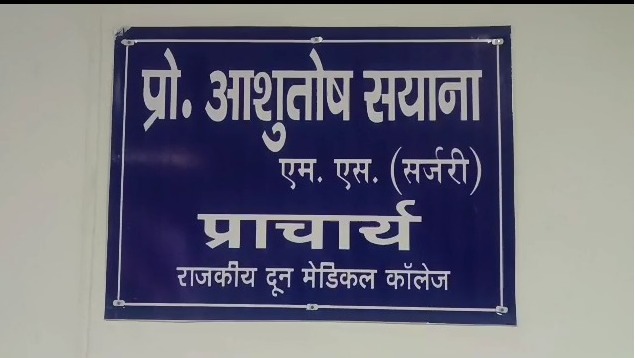 प्रो. आशुतोष सयाना
एम. एस. (सर्जरी)
प्राचार्य
राजकीय दून मेडिकल कॉलेज